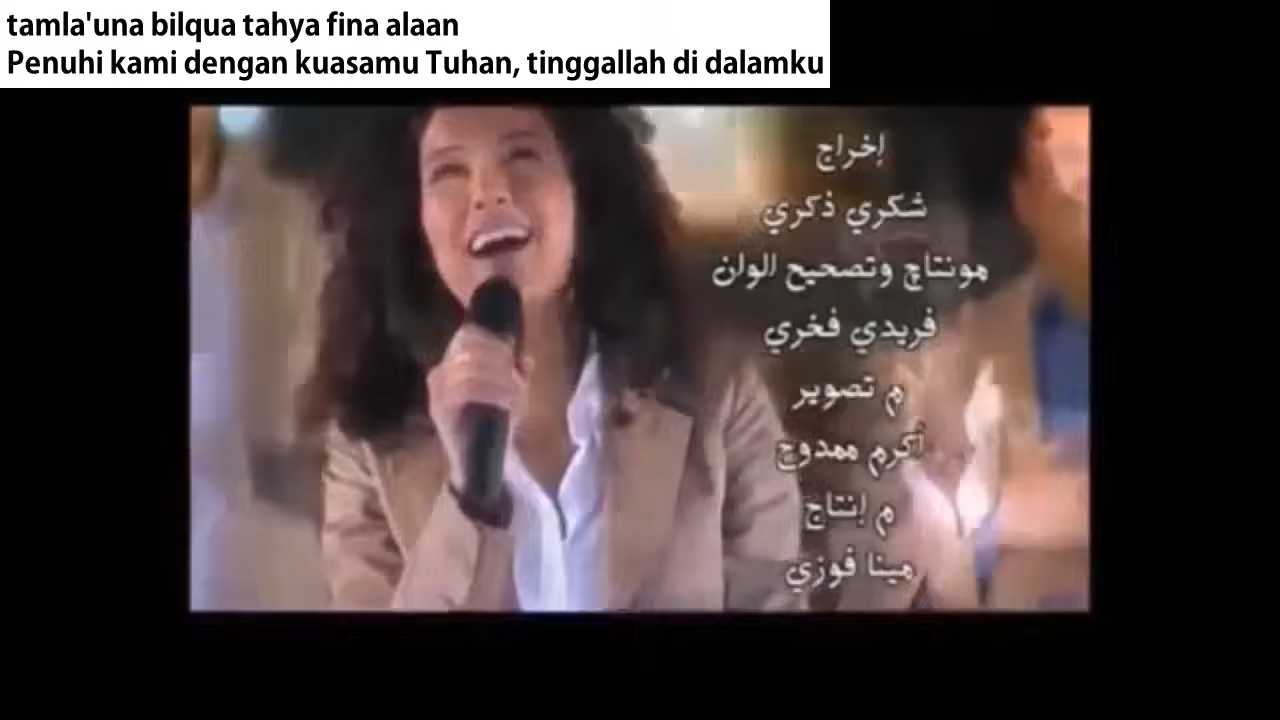 tamla'una bilqua tahya fina alaan
Penuhi kami dengan kuasamu Tuhan, tinggallah di dalamku
إخراج
شكري ذكري
مونتاچ وتصحيح الوان
فريدي فخري
م تصوير
أكرم ممدوح
م إنتاج
مينا فوزي